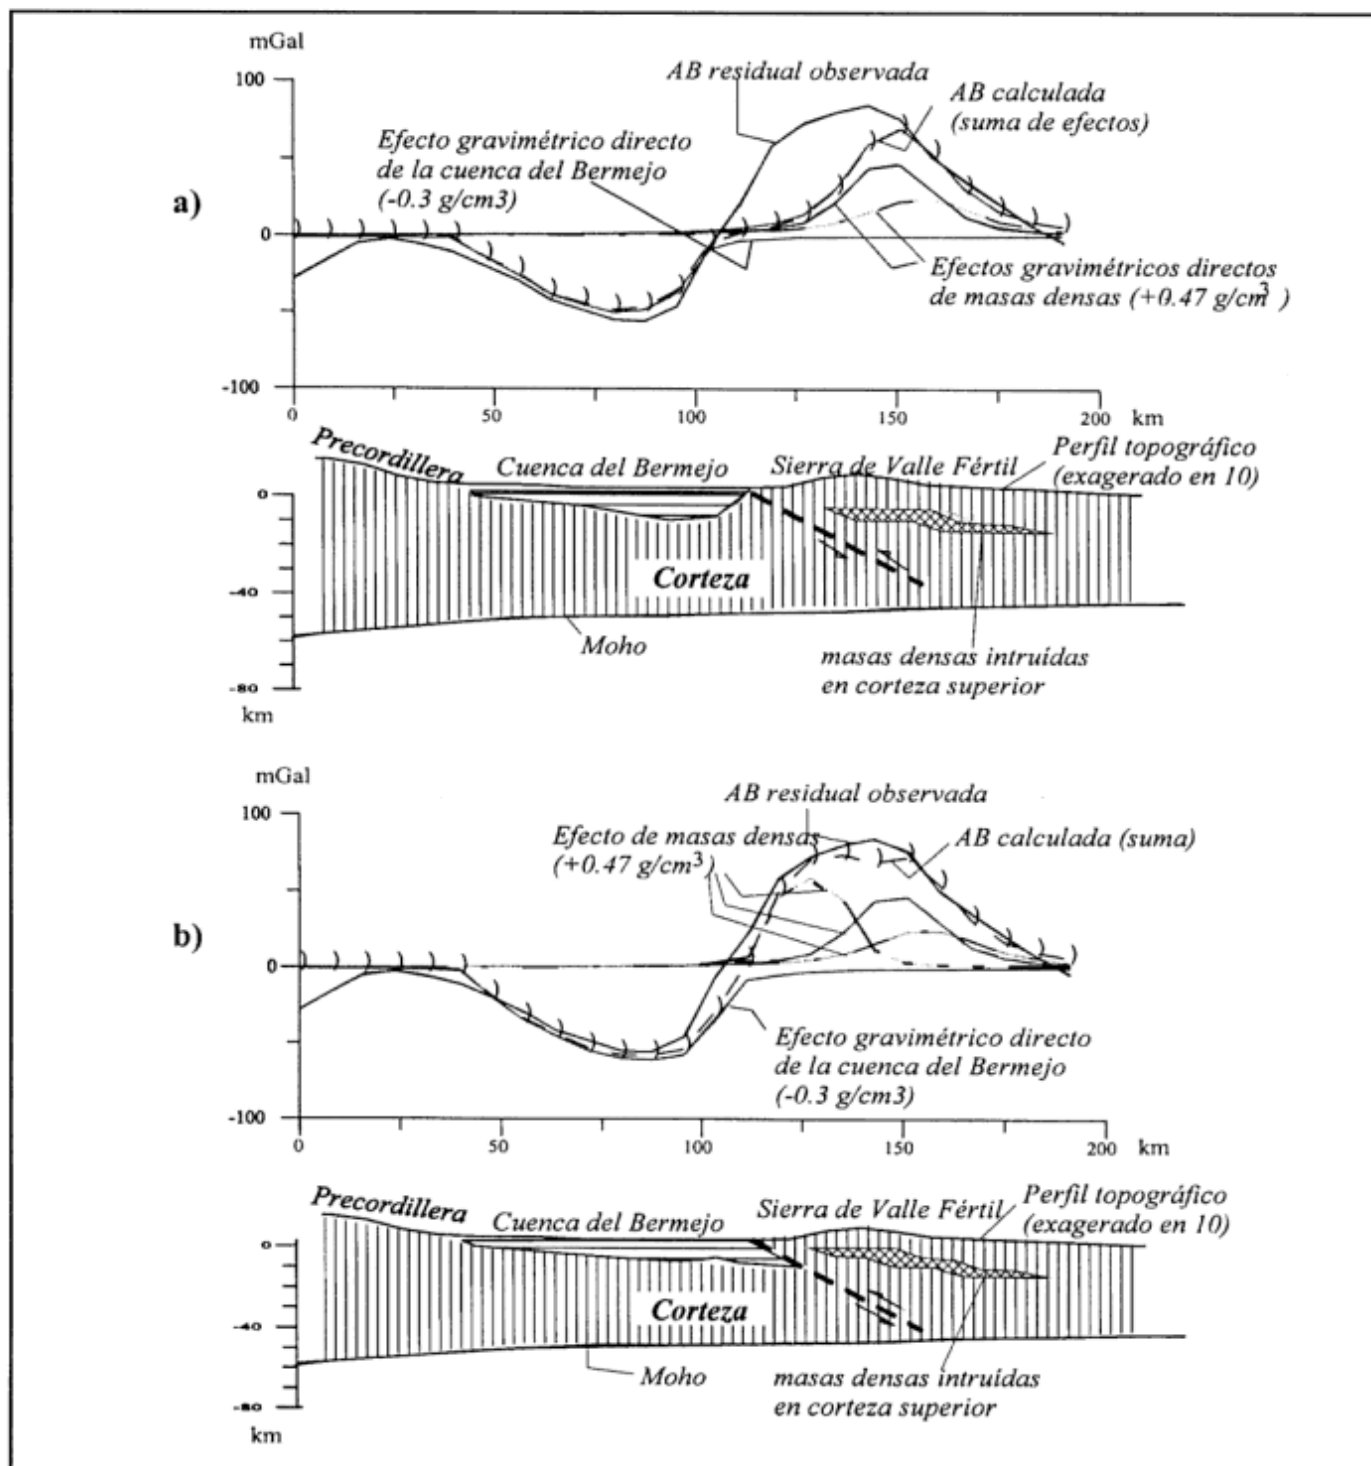 mGal
100
AB residual observada
AB calculada
(suma de efectos)
Efecto gravimétrico directo
de la cuenca del Bermejo
(-0.3 g/cm3)
a)
0
Efectos gravimétricos directos
de masas densas (+0.47 g/cm3 )
-100
0
50
100
150
200
km
Precordillera
Cuenca del Bermejo
Sierra de Valle Fértil
Perfil topográfico
(exagerado en 10)
0
Corteza
-40
Moho
masas densas intruídas
en corteza superior
-80
km
mGal
AB residual observada
100
Efecto de masas densas
(+0.47 g/cm3)
AB calculada (suma)
b)
0
Efecto gravimétrico directo
de la cuenca del Bermejo
(-0.3 g/cm3)
-100
0
50
100
150
200
km
Precordillera
Cuenca del Bermejo
Sierra de Valle Fértil
Perfil topográfico
(exagerado en 10)
0
Corteza
-40
Moho
masas densas intruídas
en corteza superior
-80
km